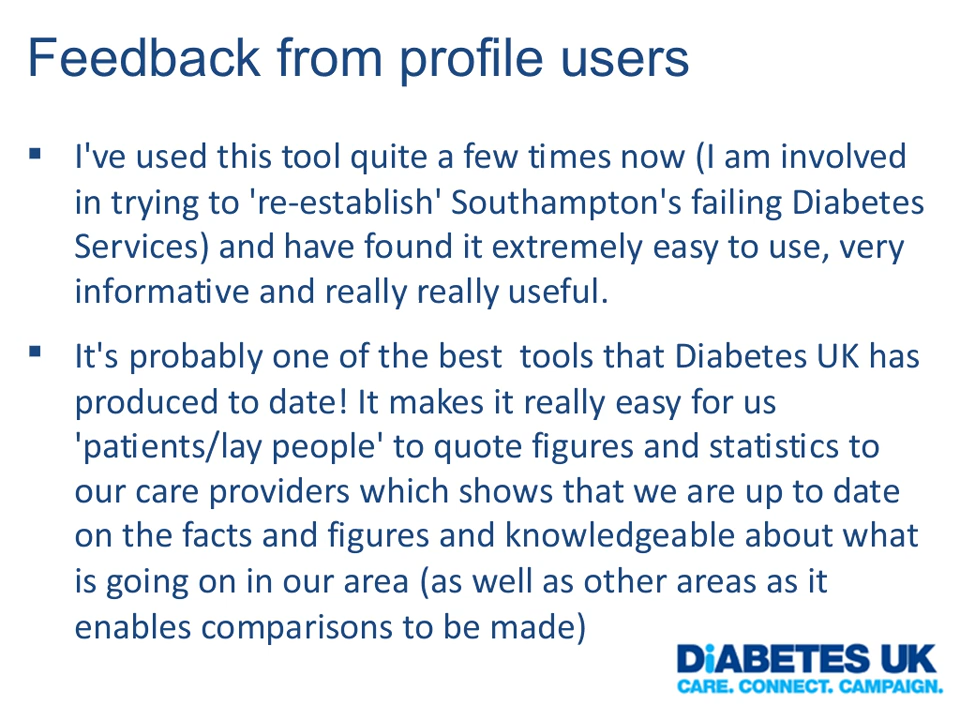 Feedback from profile users
▪ I've used this tool quite a few times now (I am involved
in trying to 're-establish' Southampton's failing Diabetes
Services) and have found it extremely easy to use, very
informative and really really useful.
▪ It's probably one of the best  tools that Diabetes UK has
produced to date! It makes it really easy for us
'patients/lay people' to quote figures and statistics to
our care providers which shows that we are up to date
on the facts and figures and knowledgeable about what
is going on in our area (as well as other areas as it
enables comparisons to be made)
DiABETES UK
CARE. CONNECT. CAMPAIGN.